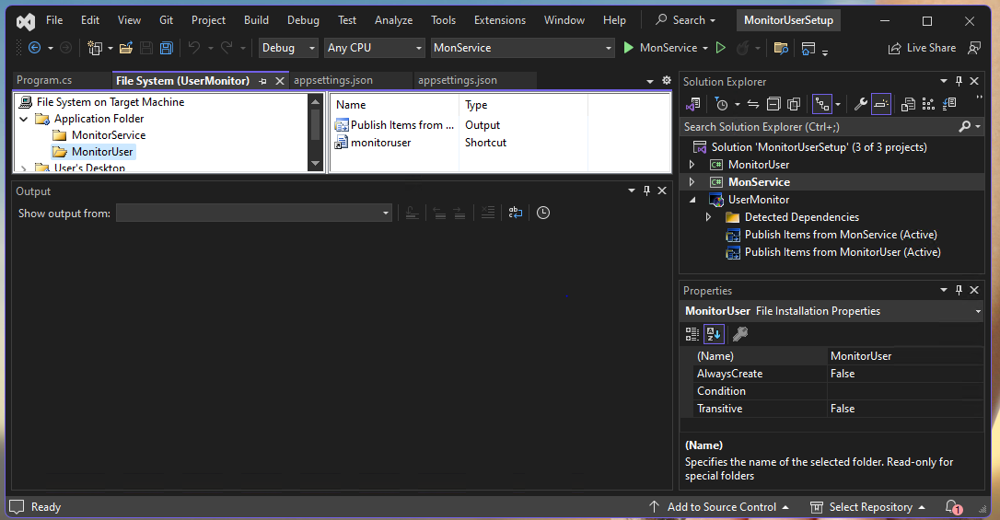 File Edit View Git Project Build Debug Test Analyze Tools Extensions Window Help Search MonitorUserSetup
Debug Any CPU MonService MonService Live Share
Program.cs File System (UserMonitor) appsettings.json appsettings.json
File System on Target Machine
Application Folder
MonitorService
MonitorUser
User's Desktop
Name Type
Publish Items from ... Output
monitoruser Shortcut
Output
Show output from:
Solution Explorer
Search Solution Explorer (Ctrl+;)
Solution 'MonitorUserSetup' (3 of 3 projects)
C# MonitorUser
C# MonService
UserMonitor
Detected Dependencies
Publish Items from MonService (Active)
Publish Items from MonitorUser (Active)
Properties
MonitorUser File Installation Properties
(Name) MonitorUser
AlwaysCreate False
Condition
Transitive False
(Name)
Specifies the name of the selected folder. Read-only for
special folders
Ready Add to Source Control Select Repository 1